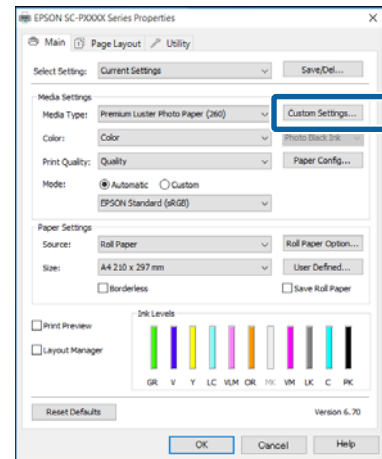 EPSON SC-PXXXX Series Properties
Main Page Layout Utility
Select Setting: Current Settings Save/Del...
Media Settings
Media Type: Premium Luster Photo Paper (260) Custom Settings...
Color: Color Photo Black Ink
Print Quality: Quality Paper Config...
Mode: Automatic Custom
EPSON Standard (sRGB)
Paper Settings
Source: Roll Paper Roll Paper Option...
Size: A4 210 x 297 mm User Defined...
Borderless Save Roll Paper
Print Preview
Layout Manager
Ink Levels
GR V Y LC VLM OR MK VM LK C PK
Reset Defaults Version 6.70
OK Cancel Help